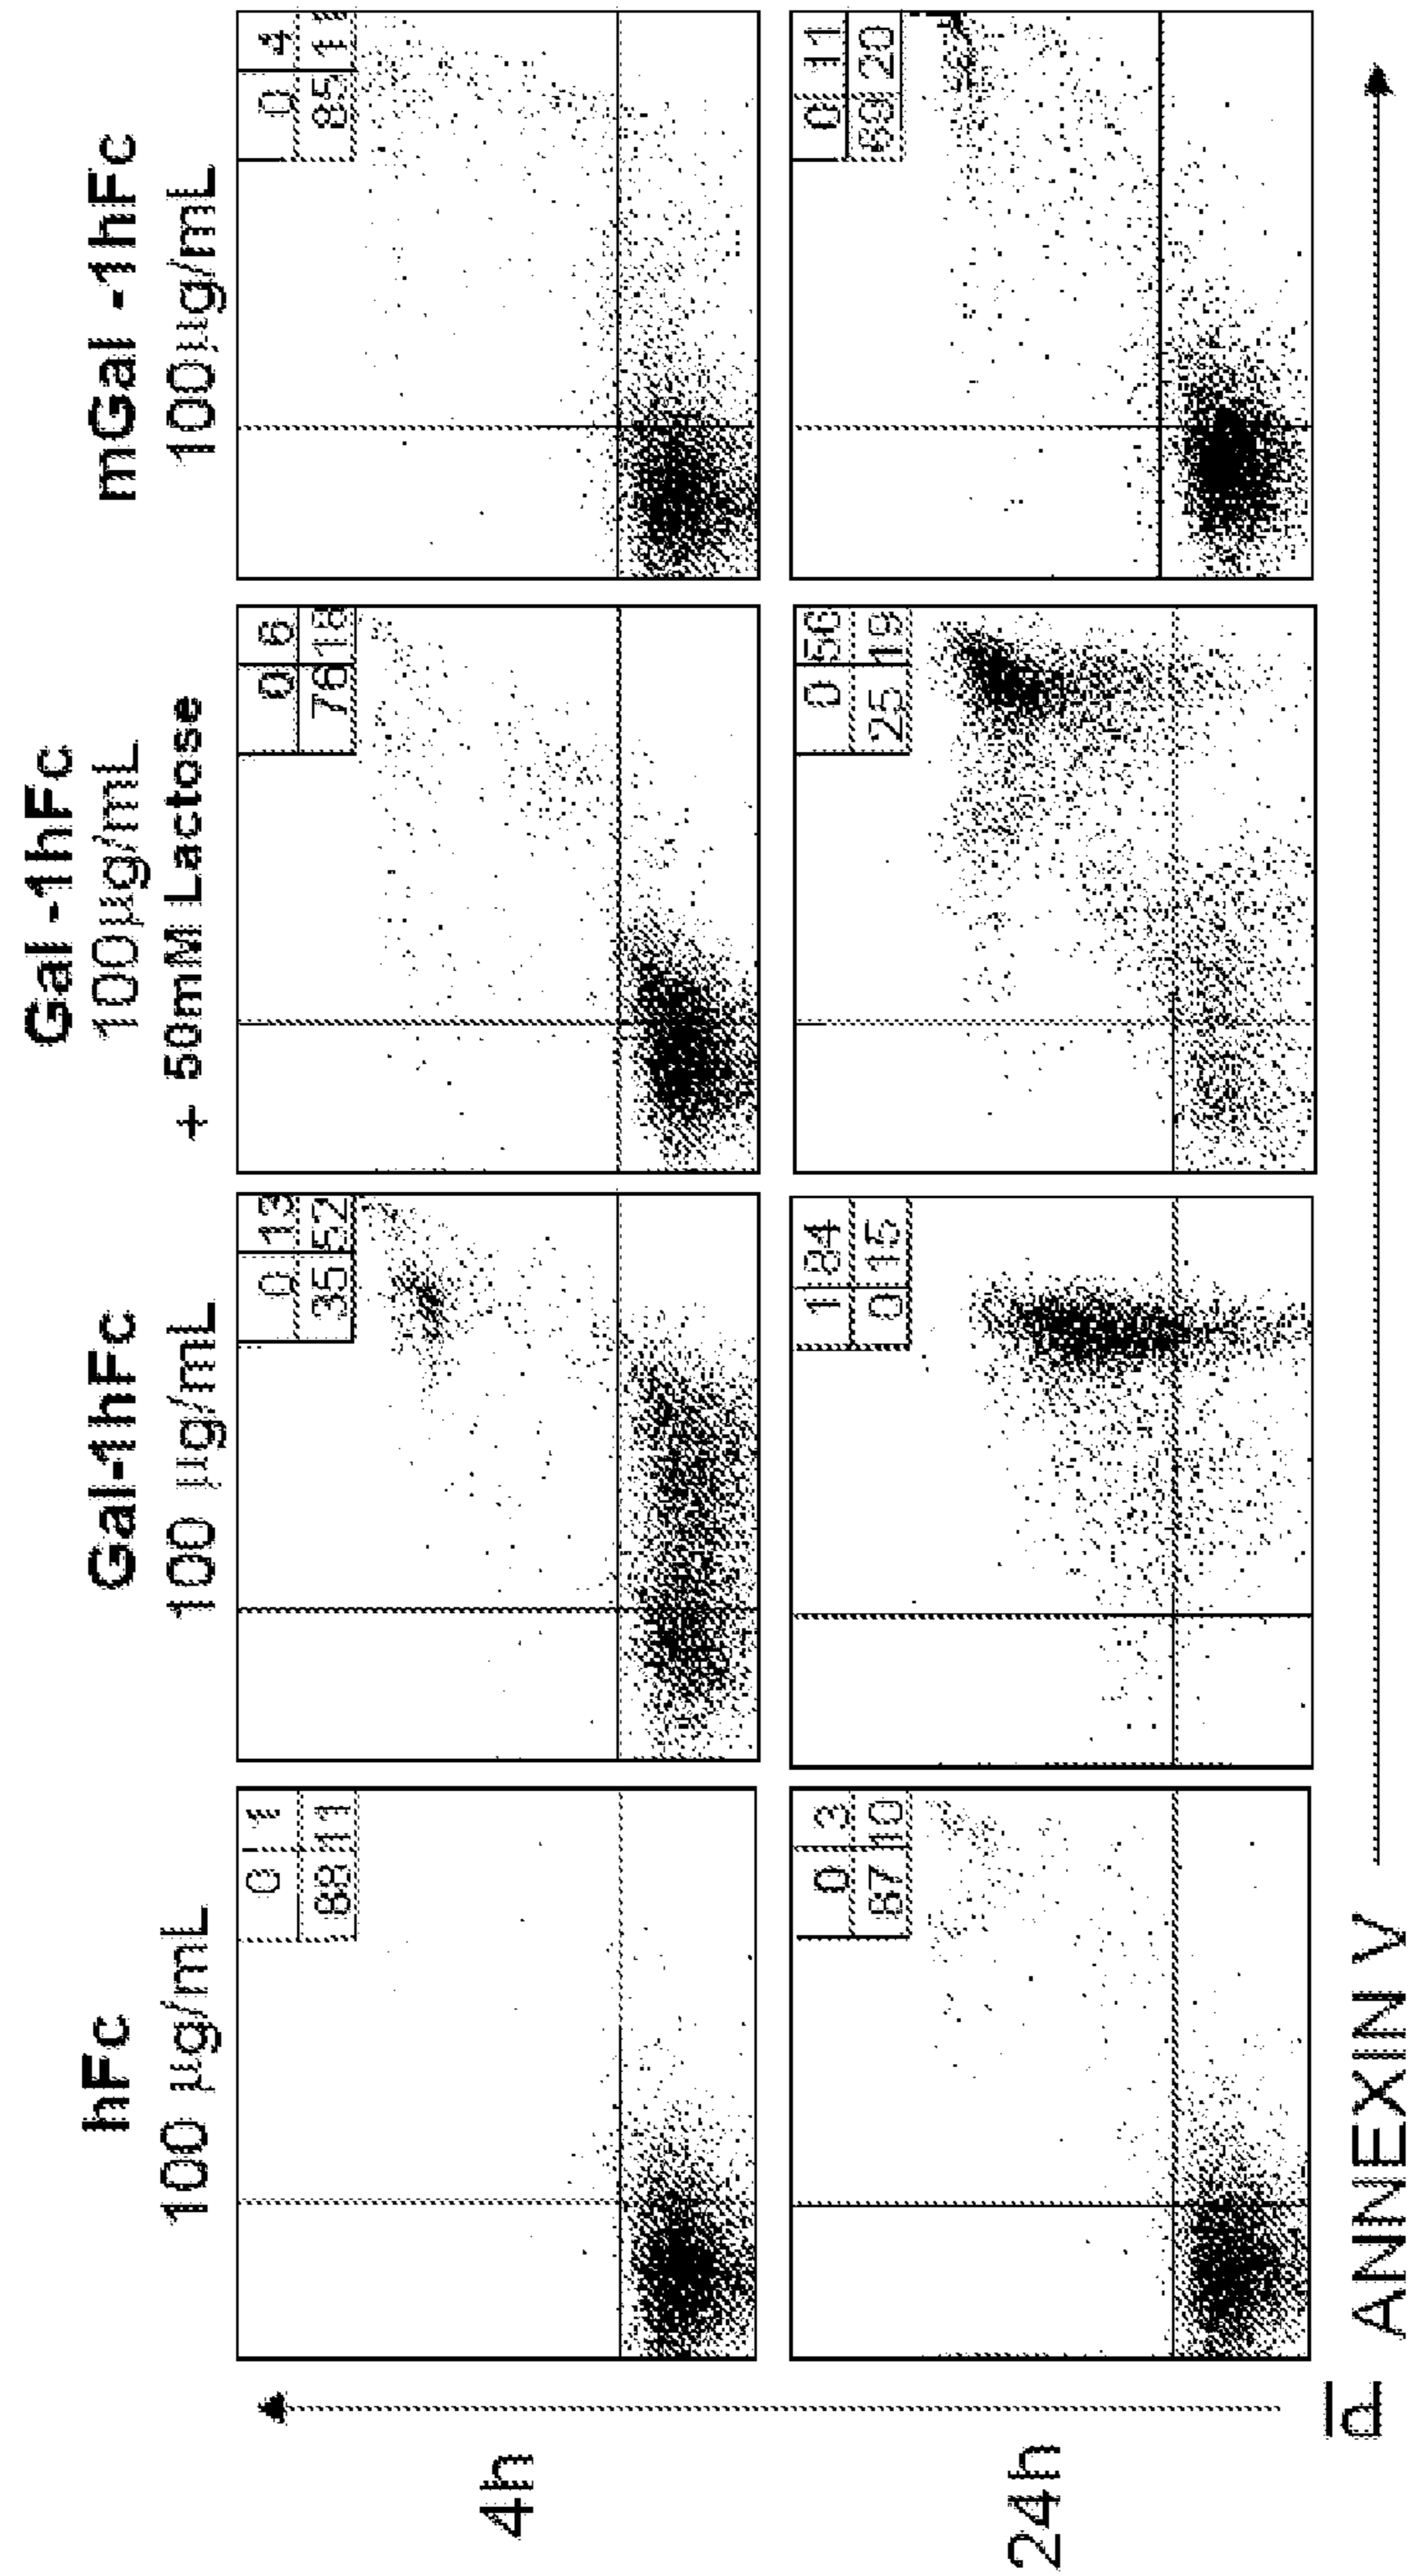 hFc
100 µg/mL
Gal-1hFc
100 µg/mL
Gal -1hFc
100µg/mL
+ 50mM Lactose
mGal -1hFc
100µg/mL
4h
0 1
88 11
0 13
35 52
0 6
76 18
0 4
85
24h
0 3
87 10
1 84
0 15
0 56
25 19
0 11
20
PI
ANNEXIN V